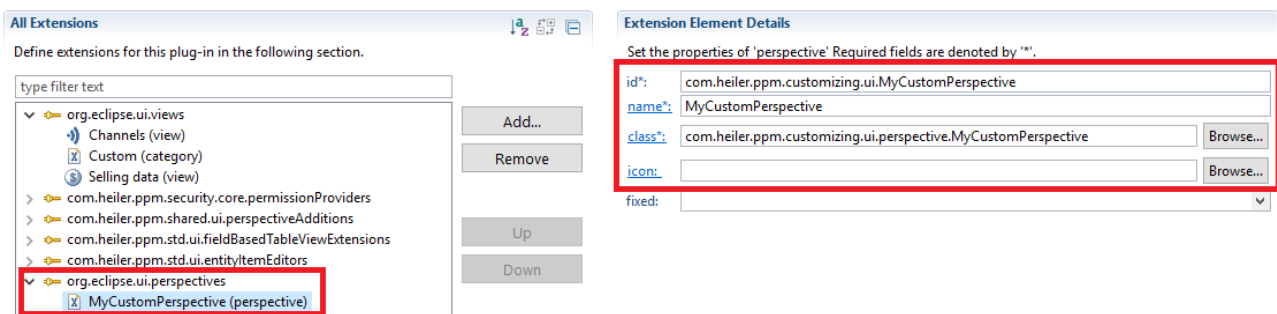 All Extensions
Define extensions for this plug-in in the following section.
type filter text
org.eclipse.ui.views
Channels (view)
Custom (category)
Selling data (view)
com.heiler.ppm.security.core.permissionProviders
com.heiler.ppm.shared.ui.perspectiveAdditions
com.heiler.ppm.std.ui.fieldBasedTableViewExtensions
com.heiler.ppm.std.ui.entityItemEditors
org.eclipse.ui.perspectives
MyCustomPerspective (perspective)
Add...
Remove
Up
Down
Extension Element Details
Set the properties of 'perspective' Required fields are denoted by '*'.
id*: com.heiler.ppm.customizing.ui.MyCustomPerspective
name*: MyCustomPerspective
class*: com.heiler.ppm.customizing.ui.perspective.MyCustomPerspective Browse...
icon: Browse...
fixed: